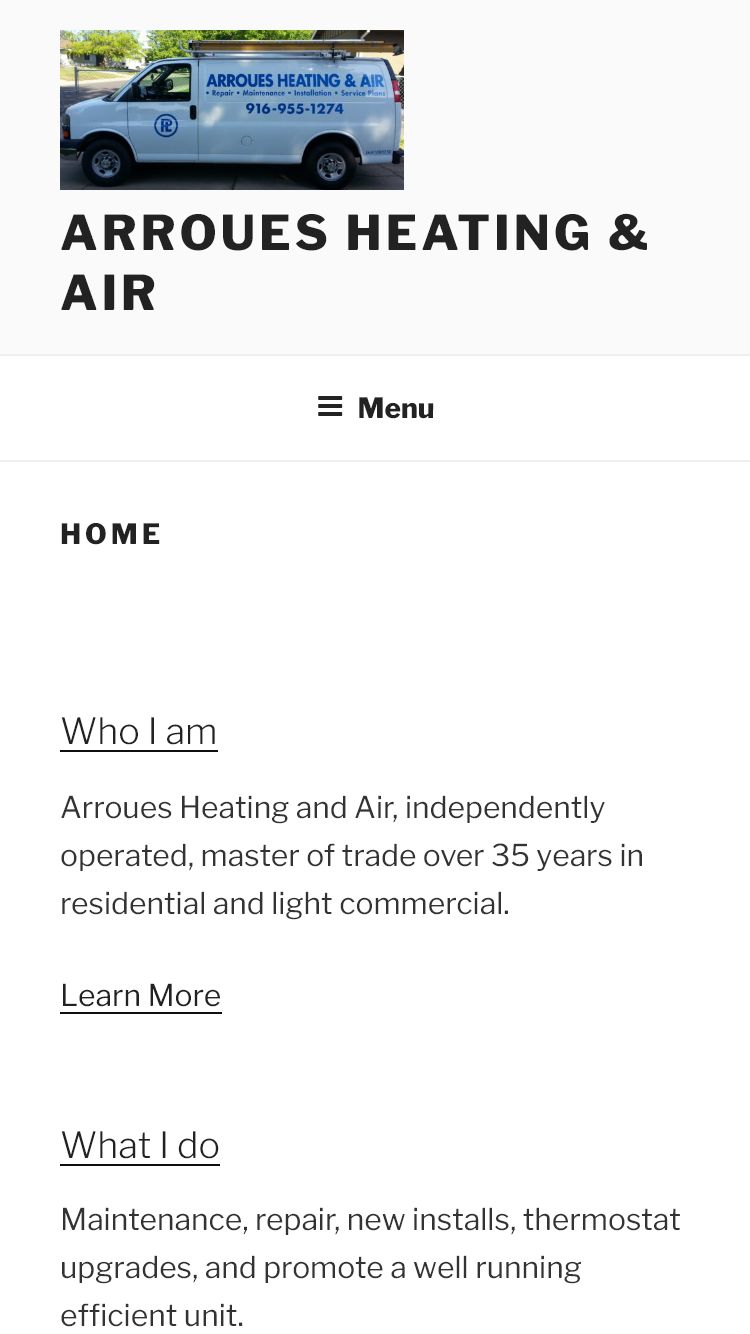 ARROUES HEATING & AIR
• Repair • Maintenance • Installation • Service Plans
916-955-1274
ARROUES HEATING &
AIR
Menu
HOME
Who I am
Arroues Heating and Air, independently
operated, master of trade over 35 years in
residential and light commercial.
Learn More
What I do
Maintenance, repair, new installs, thermostat
upgrades, and promote a well running
efficient unit.